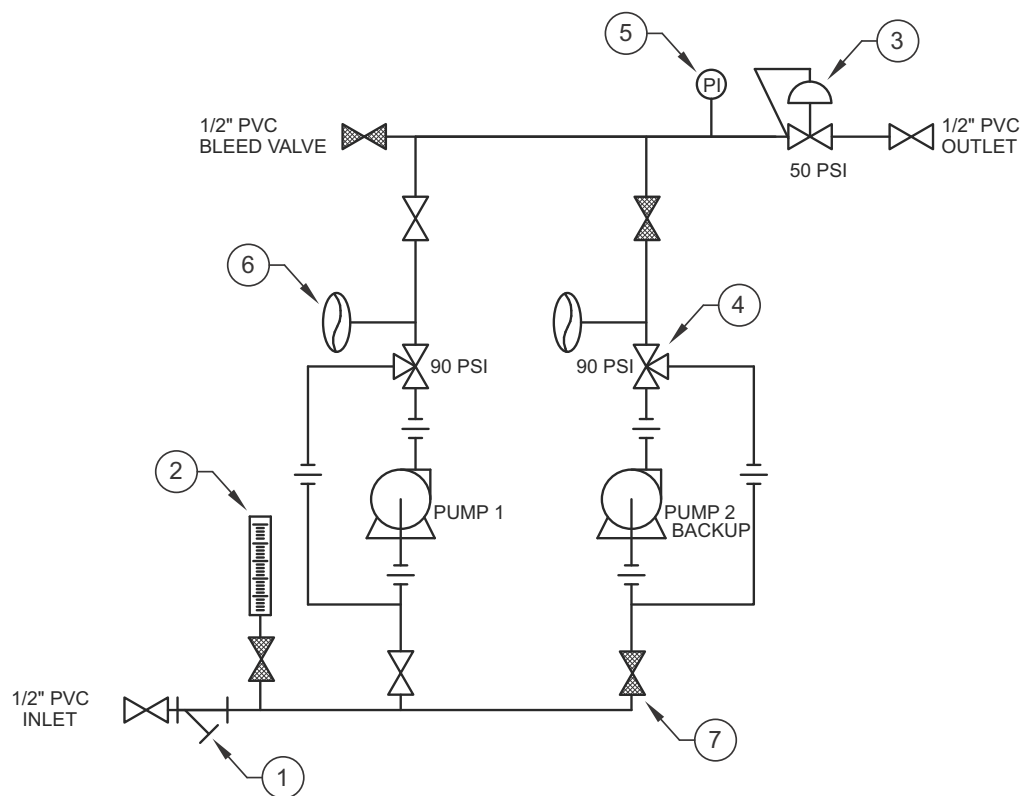 5
3
PI
1/2" PVC
BLEED VALVE
1/2" PVC
OUTLET
50 PSI
6
4
90 PSI
90 PSI
2
PUMP 1
PUMP 2
BACKUP
1/2" PVC
INLET
7
1